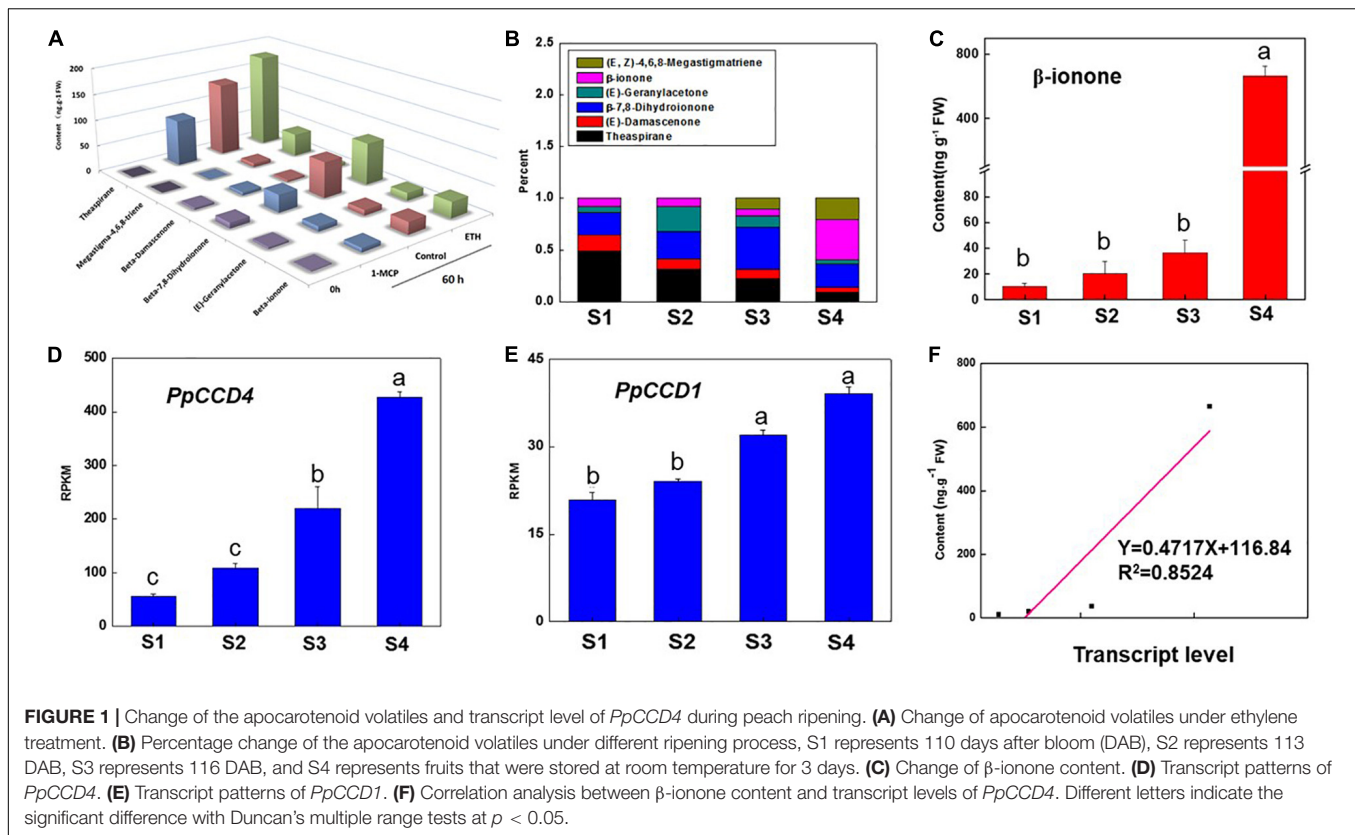 A
Content (ng.g-1 FW)
200
150
100
50
0
Theaspirane
Megastigma-4,6,8-triene
Beta-Damascenone
Beta-7,8-Dihydroionone
(E)-Geranylacetone
Beta-ionone
0h
1-MCP
Control
ETH
60 h
B
Percent
2.5
2.0
1.5
1.0
0.5
0.0
(E, Z)-4,6,8-Megastigmatriene
β-ionone
(E)-Geranylacetone
β-7,8-Dihydroionone
(E)-Damascenone
Theaspirane
S1 S2 S3 S4
C
Content(ng g⁻¹ FW)
800
400
80
60
40
20
0
β-ionone
b b b a
S1 S2 S3 S4
D
RPKM
500
400
300
200
100
0
PpCCD4
c c b a
S1 S2 S3 S4
E
RPKM
45
30
15
0
PpCCD1
b b a a
S1 S2 S3 S4
F
Content (ng.g⁻¹ FW)
800
600
400
200
0
Y=0.4717X+116.84
R²=0.8524
Transcript level
FIGURE 1 | Change of the apocarotenoid volatiles and transcript level of PpCCD4 during peach ripening. (A) Change of apocarotenoid volatiles under ethylene
treatment. (B) Percentage change of the apocarotenoid volatiles under different ripening process, S1 represents 110 days after bloom (DAB), S2 represents 113
DAB, S3 represents 116 DAB, and S4 represents fruits that were stored at room temperature for 3 days. (C) Change of β-ionone content. (D) Transcript patterns of
PpCCD4. (E) Transcript patterns of PpCCD1. (F) Correlation analysis between β-ionone content and transcript levels of PpCCD4. Different letters indicate the
significant difference with Duncan's multiple range tests at p < 0.05.